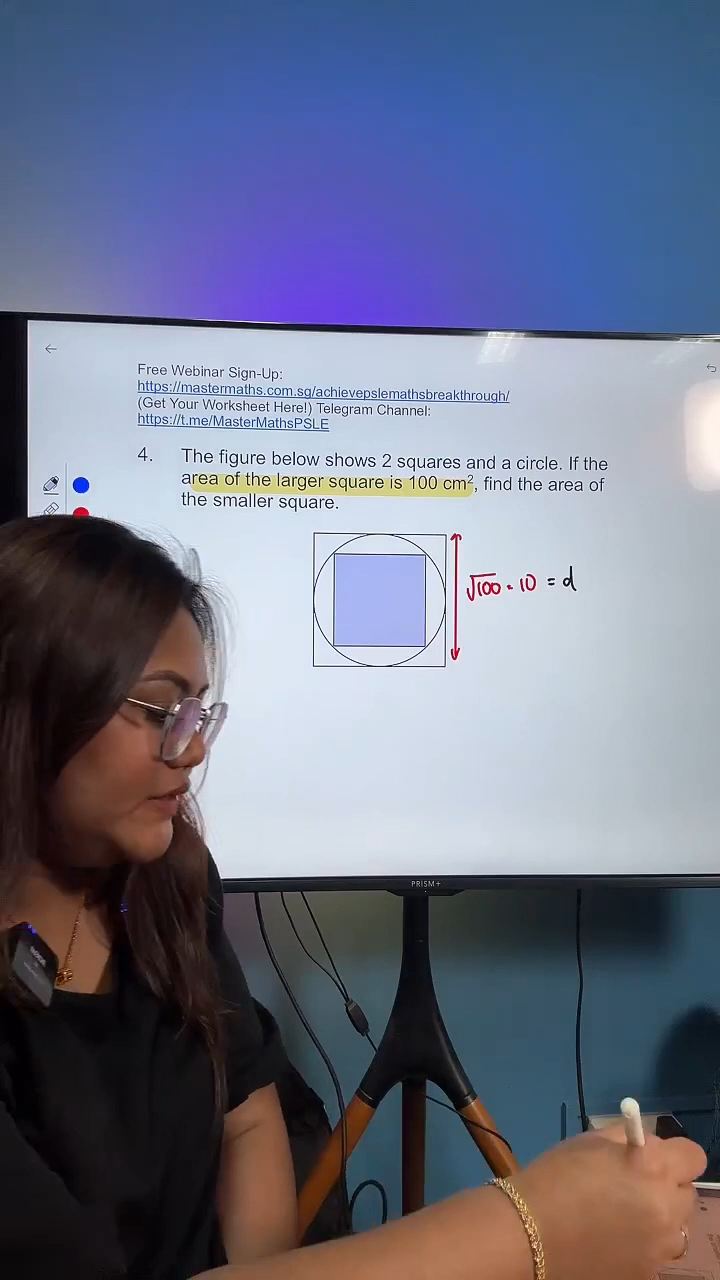 Free Webinar Sign-Up:
https://mastermaths.com.sg/achievepslemathsbreakthrough/
(Get Your Worksheet Here!) Telegram Channel:
https://t.me/MasterMathsPSLE
4. The figure below shows 2 squares and a circle. If the
area of the larger square is 100 cm², find the area of
the smaller square.
√100 = 10 = d
PRISM+